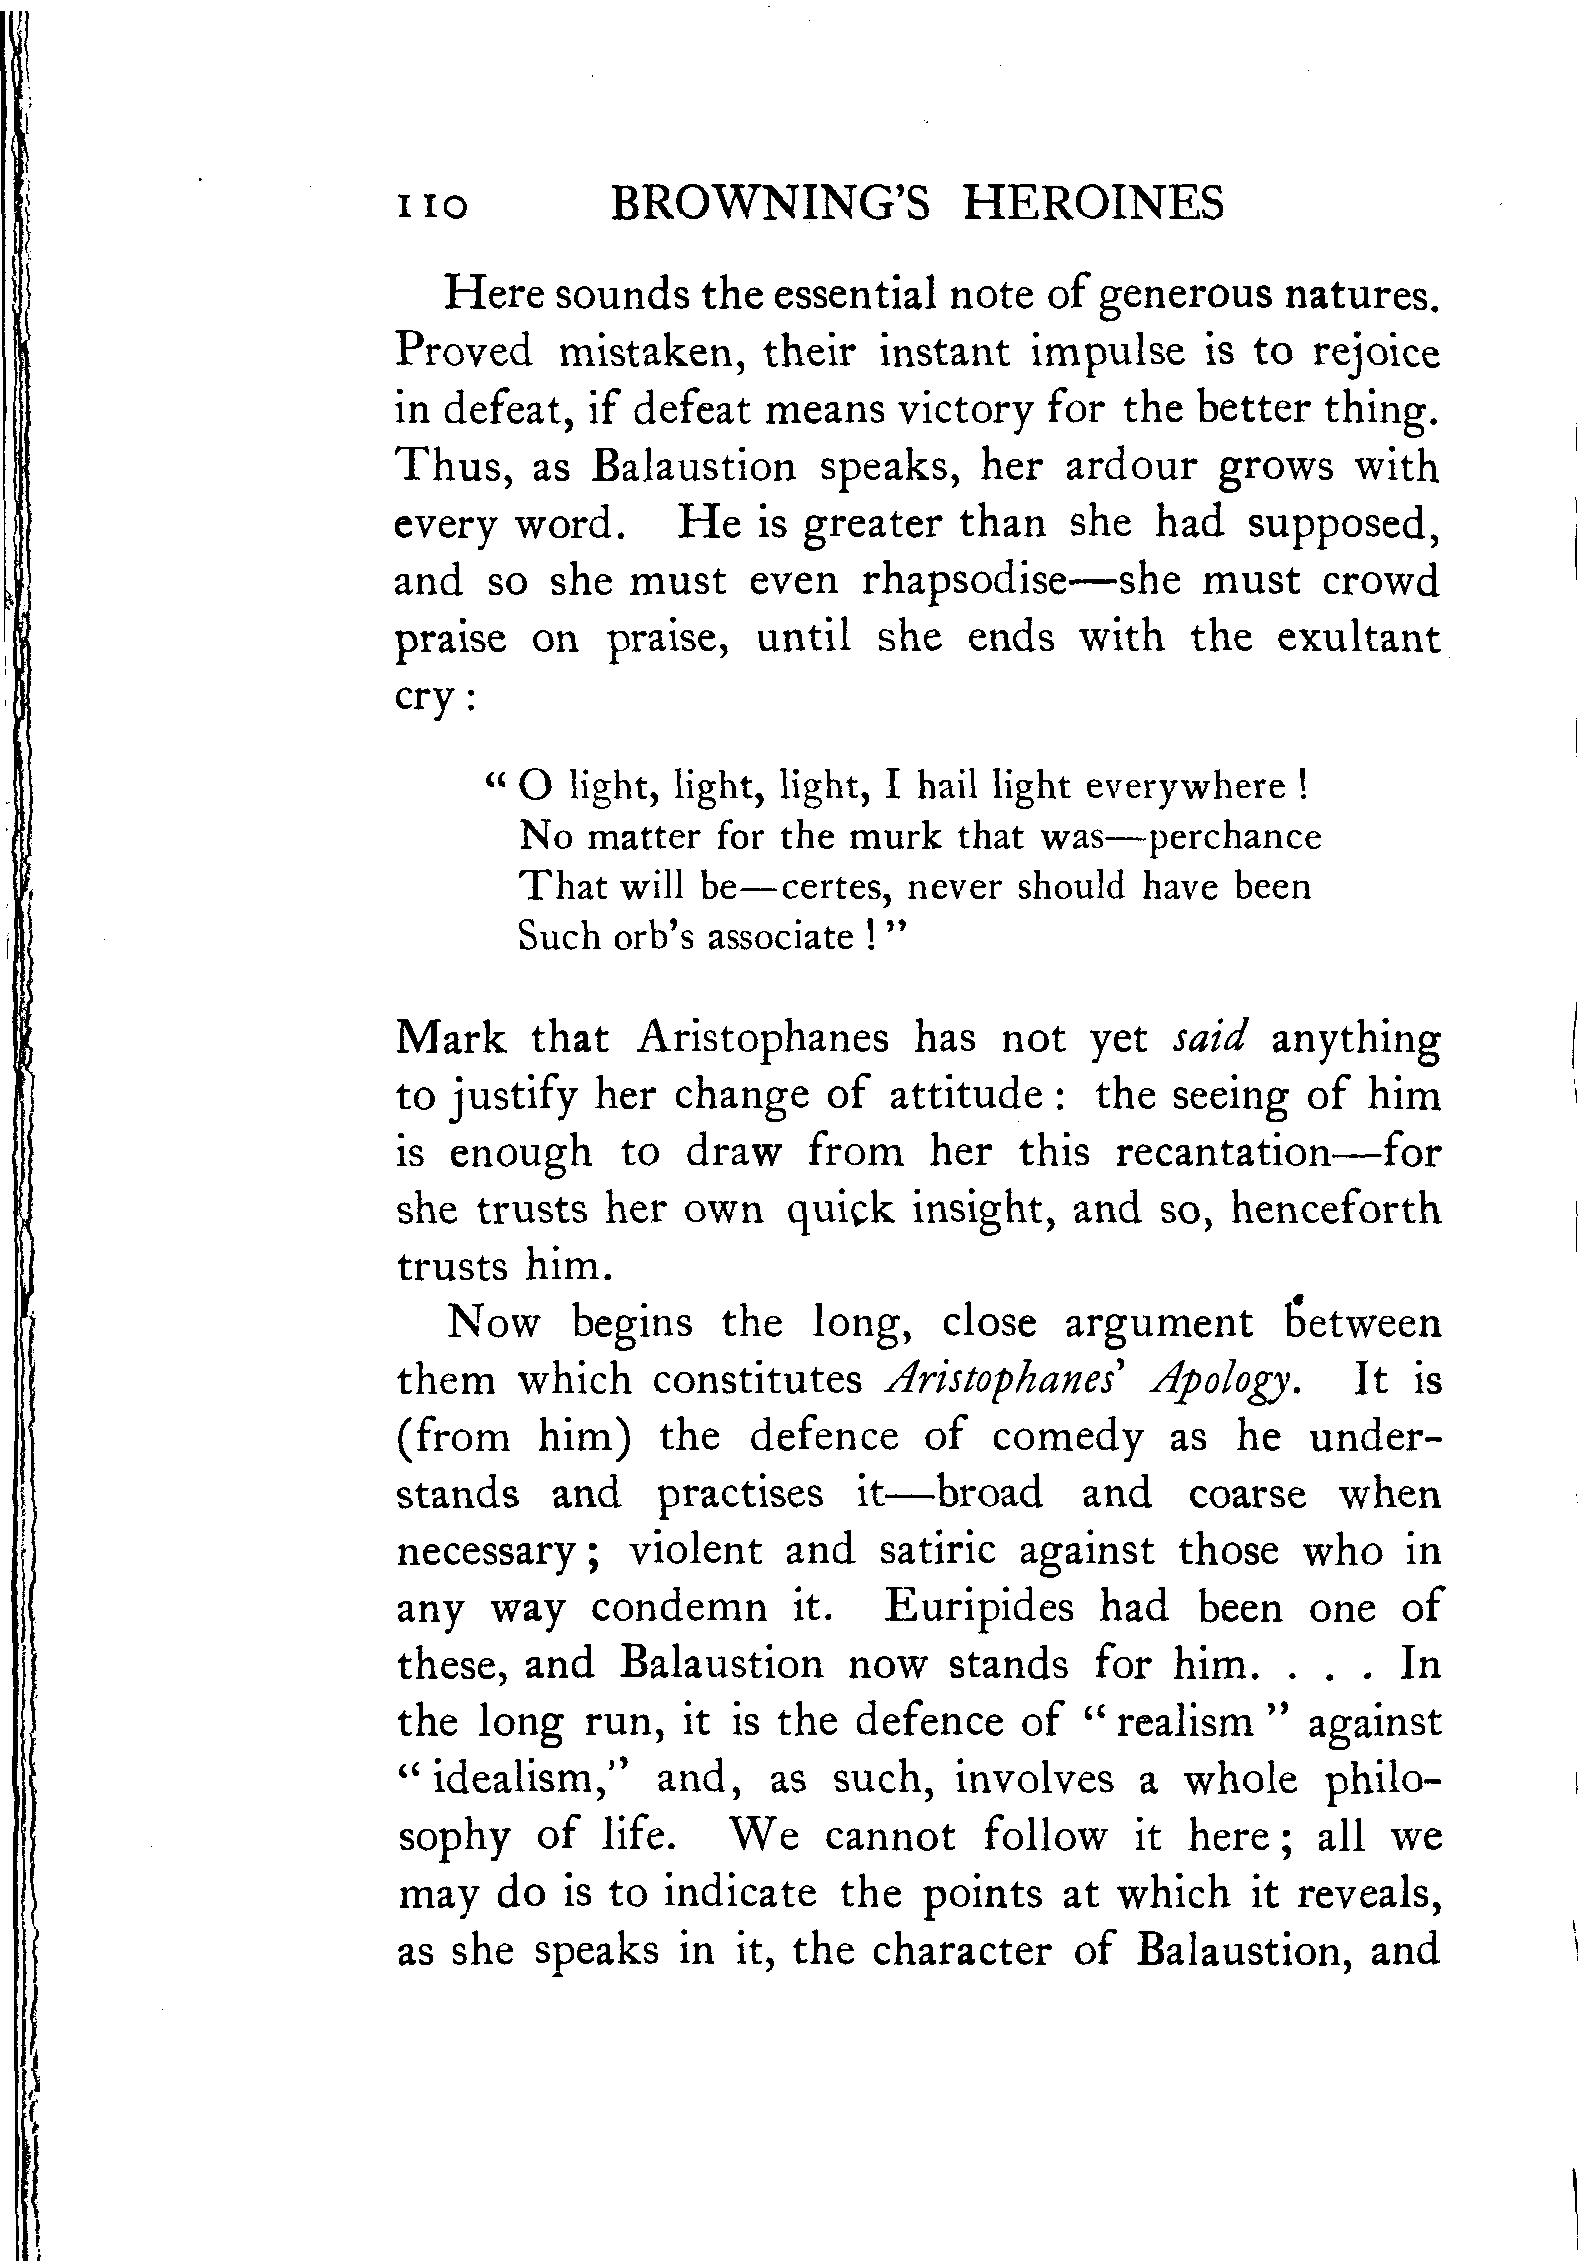 110 BROWNING'S HEROINES
Here sounds the essential note of generous natures.
Proved mistaken, their instant impulse is to rejoice
in defeat, if defeat means victory for the better thing.
Thus, as Balaustion speaks, her ardour grows with
every word. He is greater than she had supposed,
and so she must even rhapsodise—she must crowd
praise on praise, until she ends with the exultant
cry :
" O light, light, light, I hail light everywhere !
No matter for the murk that was—perchance
That will be—certes, never should have been
Such orb's associate ! "
Mark that Aristophanes has not yet said anything
to justify her change of attitude : the seeing of him
is enough to draw from her this recantation—for
she trusts her own quick insight, and so, henceforth
trusts him.
Now begins the long, close argument between
them which constitutes Aristophanes' Apology. It is
(from him) the defence of comedy as he under-
stands and practises it—broad and coarse when
necessary ; violent and satiric against those who in
any way condemn it. Euripides had been one of
these, and Balaustion now stands for him. . . . In
the long run, it is the defence of " realism " against
" idealism," and, as such, involves a whole philo-
sophy of life. We cannot follow it here ; all we
may do is to indicate the points at which it reveals,
as she speaks in it, the character of Balaustion, and